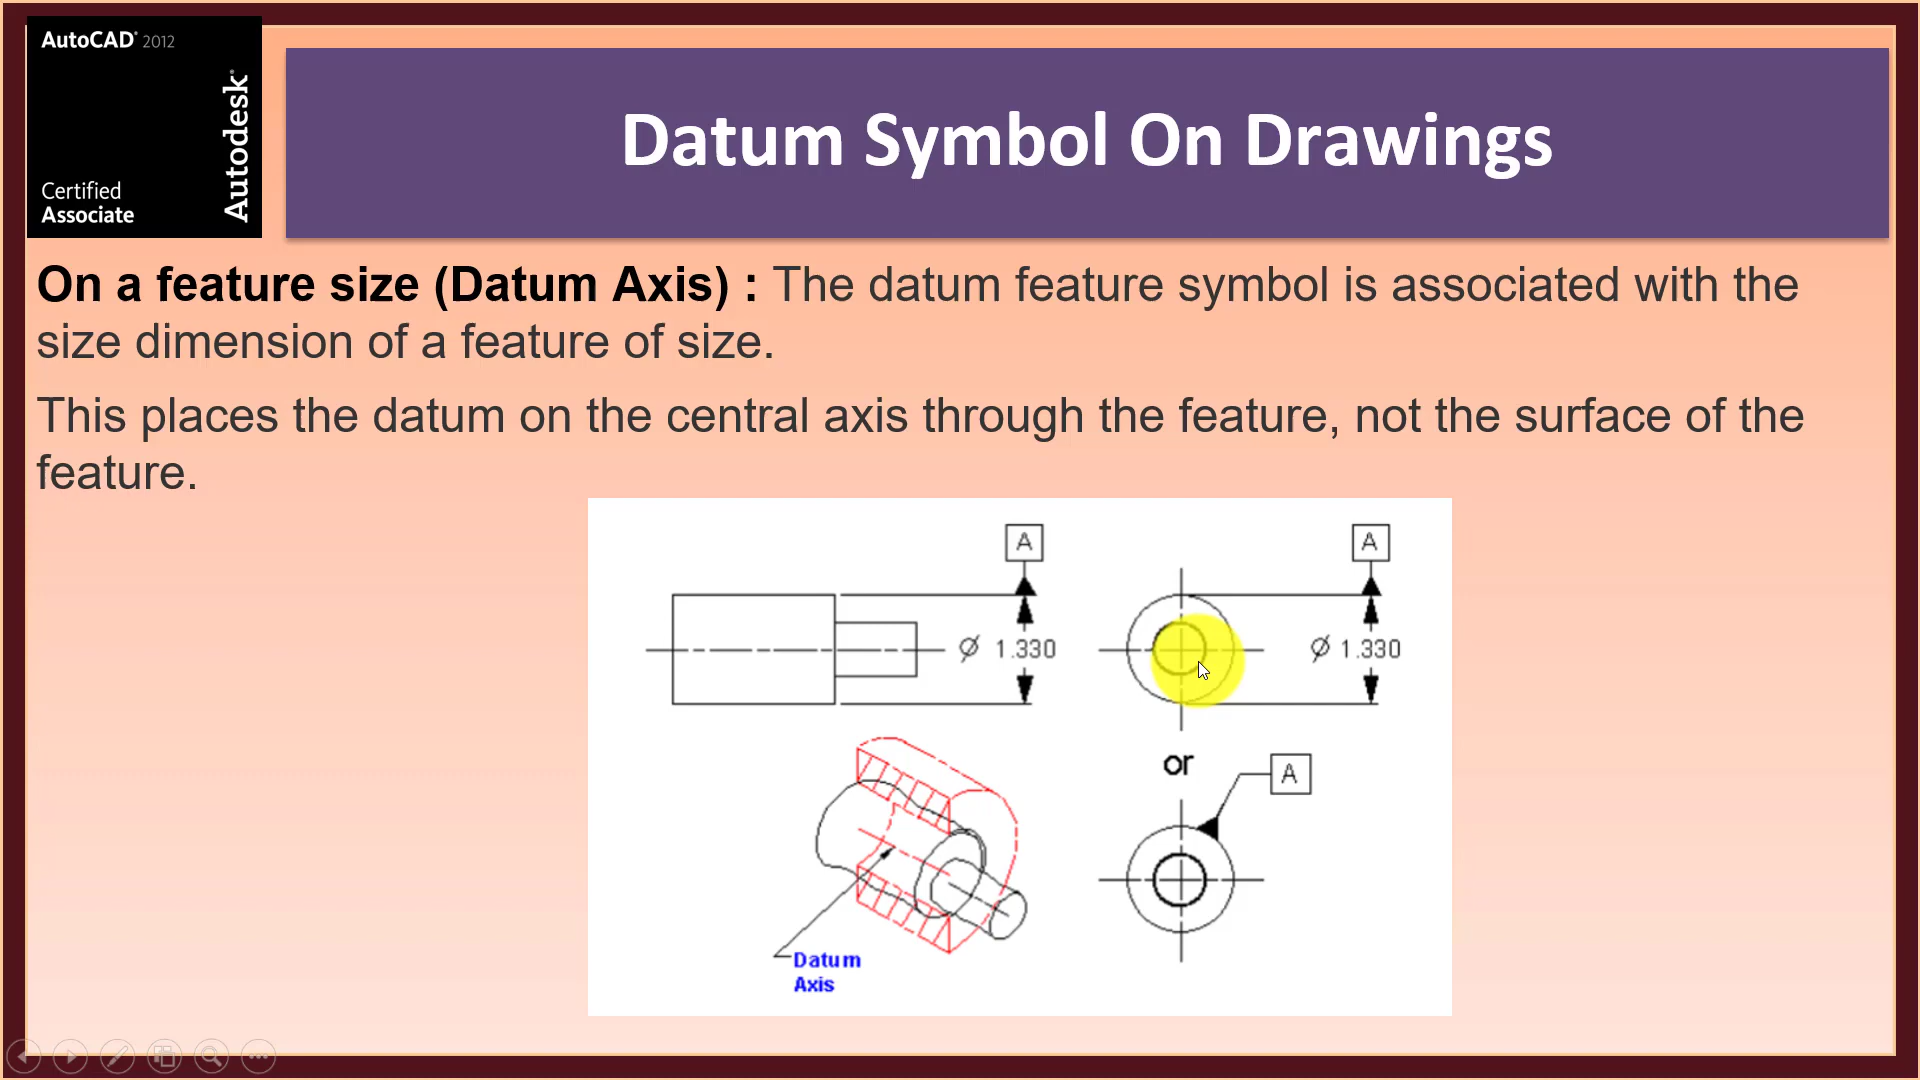 AutoCAD® 2012
Autodesk®
Certified
Associate
Datum Symbol On Drawings
On a feature size (Datum Axis) : The datum feature symbol is associated with the
size dimension of a feature of size.
This places the datum on the central axis through the feature, not the surface of the
feature.
A
A
Ø 1.330
Ø 1.330
or
A
Datum
Axis